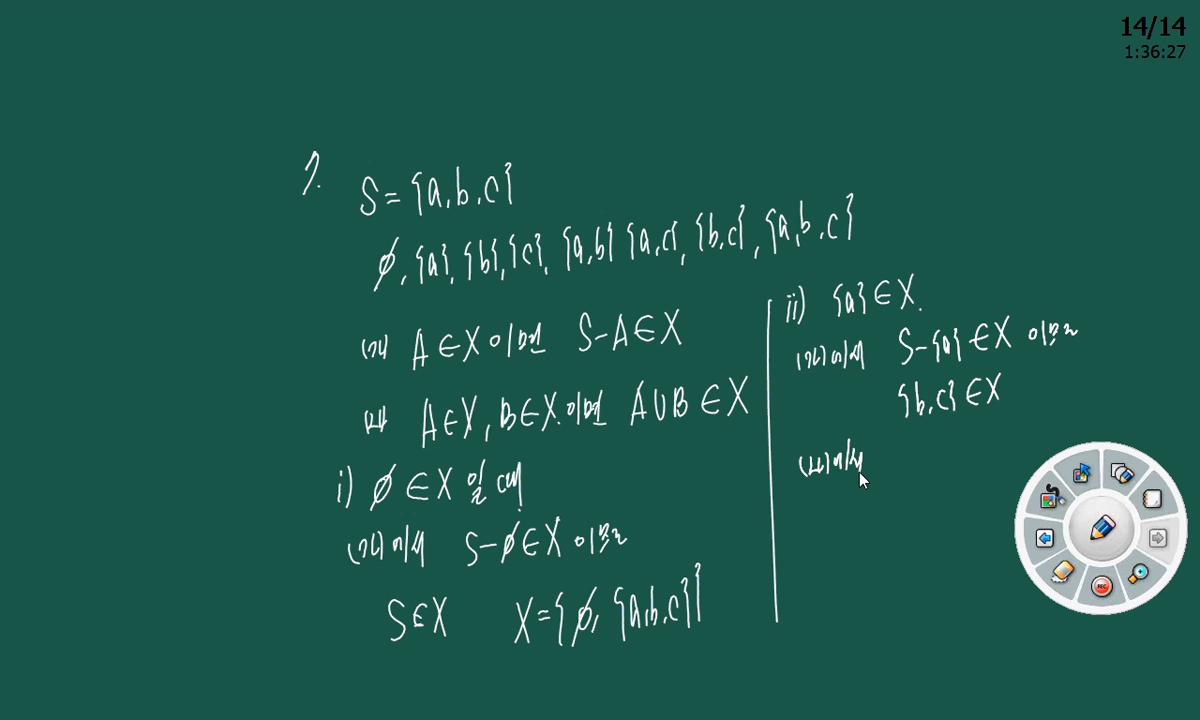 14/14
1:36:27
7.
S={a,b,c}
∅, {a}, {b}, {c}, {a,b} {a,c}, {b,c}, {a,b,c}
(가) A∈X 이면 S-A∈X
(나) A∈X, B∈X 이면 A∪B∈X
i) ∅∈X 일 때
(가)에서 S-∅∈X 이므로
S∈X X={∅, {a,b,c}}
ii) {a}∈X.
(가)에서 S-{a}∈X 이므로
{b,c}∈X
(나)에서
REC